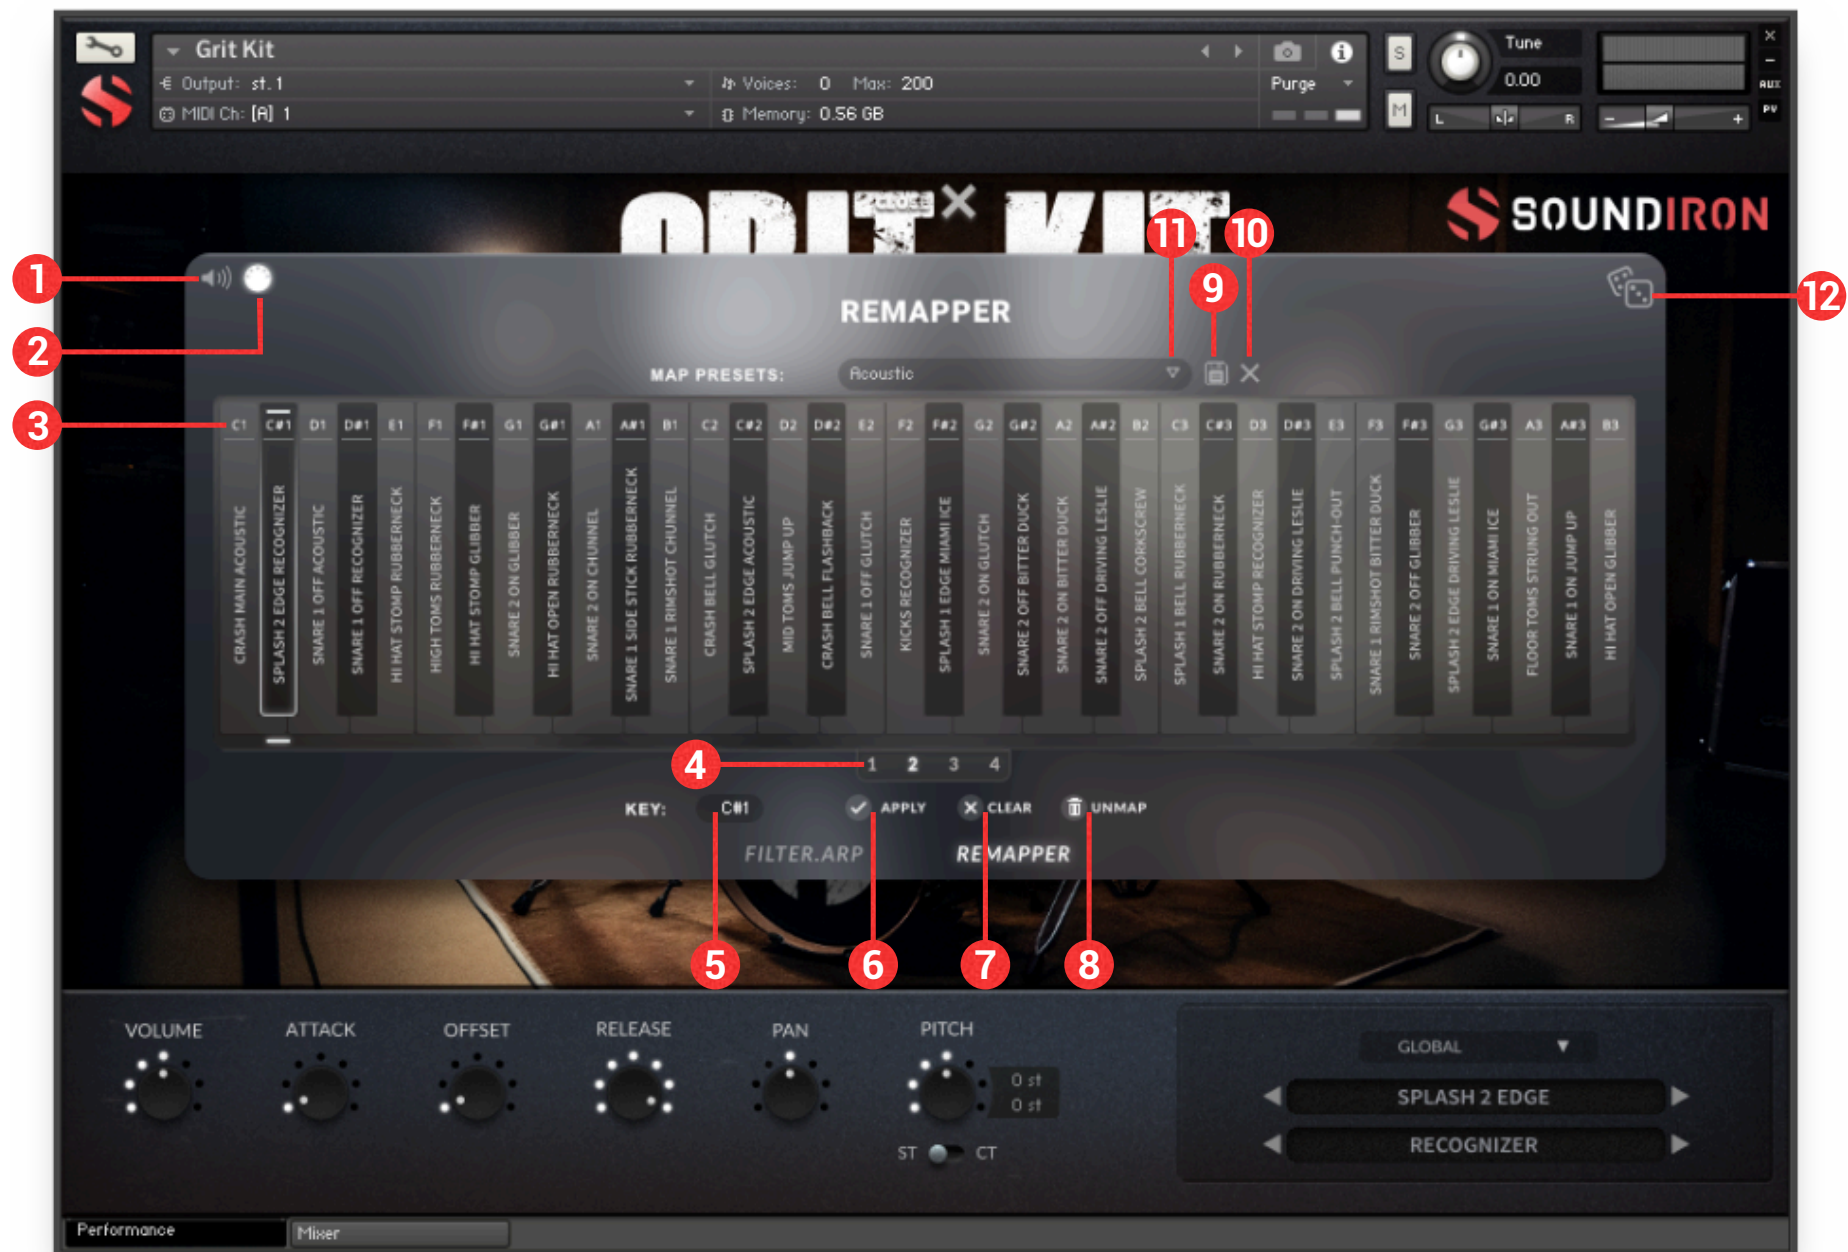 Grit Kit
Output: st.1
Voices: 0 Max: 200
Purge
MIDI Ch: [A] 1
Memory: 0.56 GB
S
M
Tune
0.00
L R
- +
AUX
PV
GRIT KIT
CLOSE
SOUNDIRON
1
2
3
4
5
6
7
8
9
10
11
12
REMAPPER
MAP PRESETS: Acoustic
C1 C#1 D1 D#1 E1 F1 F#1 G1 G#1 A1 A#1 B1 C2 C#2 D2 D#2 E2 F2 F#2 G2 G#2 A2 A#2 B2 C3 C#3 D3 D#3 E3 F3 F#3 G3 G#3 A3 A#3 B3
CRASH MAIN ACOUSTIC
SPLASH 2 EDGE RECOGNIZER
SNARE 1 OFF ACOUSTIC
SNARE 1 OFF RECOGNIZER
HI HAT STOMP RUBBERNECK
HIGH TOMS RUBBERNECK
HI HAT STOMP GLIBBER
SNARE 2 ON GLIBBER
HI HAT OPEN RUBBERNECK
SNARE 2 ON CHUNNEL
SNARE 1 SIDE STICK RUBBERNECK
SNARE 1 RIMSHOT CHUNNEL
CRASH BELL GLUTCH
SPLASH 2 EDGE ACOUSTIC
MID TOMS JUMP UP
CRASH BELL FLASHBACK
SNARE 1 OFF GLUTCH
KICKS RECOGNIZER
SPLASH 1 EDGE MIAMI ICE
SNARE 2 ON GLUTCH
SNARE 2 OFF BITTER DUCK
SNARE 2 ON BITTER DUCK
SNARE 2 OFF DRIVING LESLIE
SPLASH 2 BELL CORKSCREW
SPLASH 1 BELL RUBBERNECK
SNARE 2 ON RUBBERNECK
HI HAT STOMP RECOGNIZER
SNARE 2 ON DRIVING LESLIE
SPLASH 2 BELL PUNCH-OUT
SNARE 1 RIMSHOT BITTER DUCK
SNARE 2 OFF GLIBBER
SPLASH 2 EDGE DRIVING LESLIE
SNARE 1 ON MIAMI ICE
FLOOR TOMS STRUNG OUT
SNARE 1 ON JUMP UP
HI HAT OPEN GLIBBER
1 2 3 4
KEY: C#1 APPLY CLEAR UNMAP
FILTER.ARP REMAPPER
VOLUME ATTACK OFFSET RELEASE PAN PITCH
0 st
0 st
ST CT
GLOBAL
SPLASH 2 EDGE
RECOGNIZER
Performance Mixer